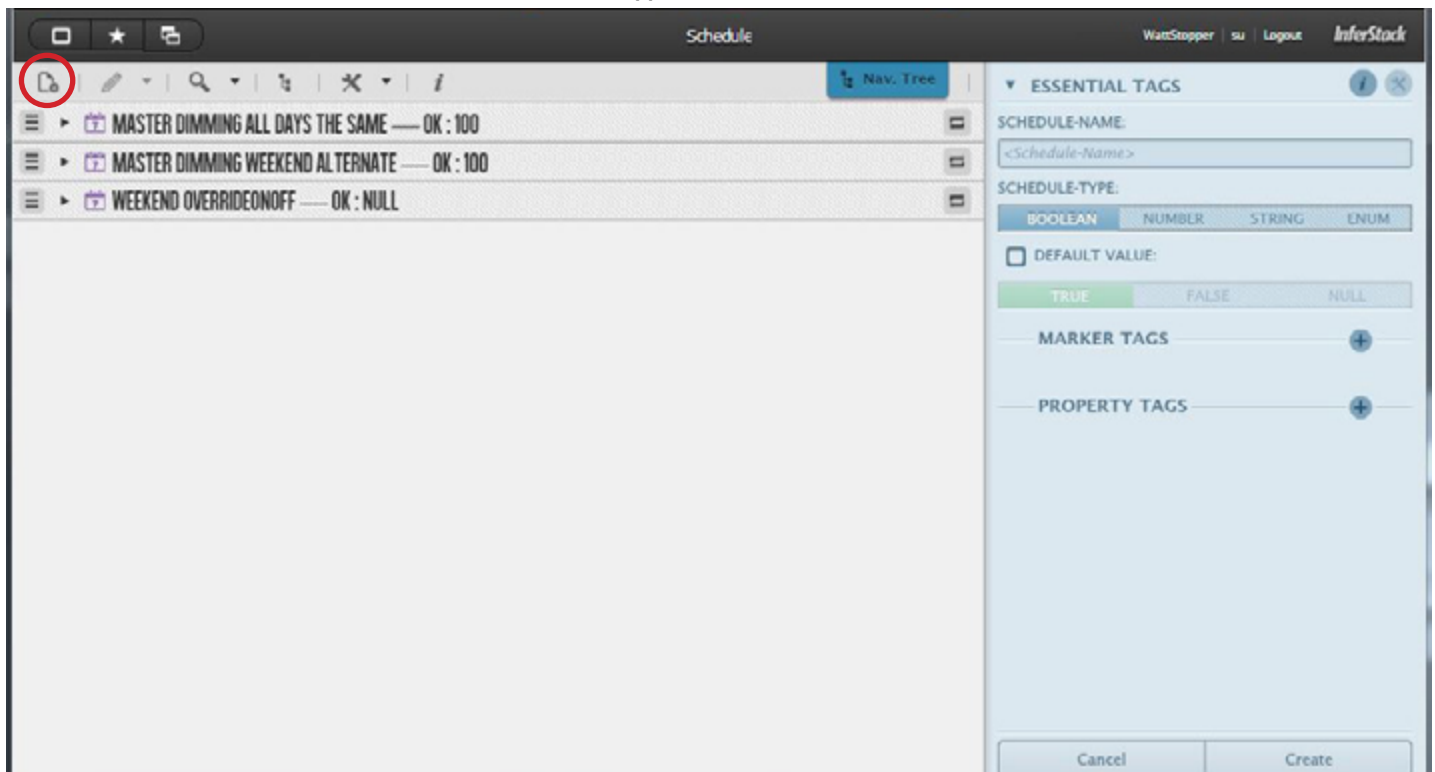 Schedule
WattStopper su Logout InferStack
Nav. Tree
MASTER DIMMING ALL DAYS THE SAME —— OK : 100
MASTER DIMMING WEEKEND ALTERNATE —— OK : 100
WEEKEND OVERRIDEONOFF —— OK : NULL
ESSENTIAL TAGS
SCHEDULE-NAME:
<Schedule-Name>
SCHEDULE-TYPE:
BOOLEAN NUMBER STRING ENUM
DEFAULT VALUE:
TRUE FALSE NULL
MARKER TAGS
PROPERTY TAGS
Cancel Create